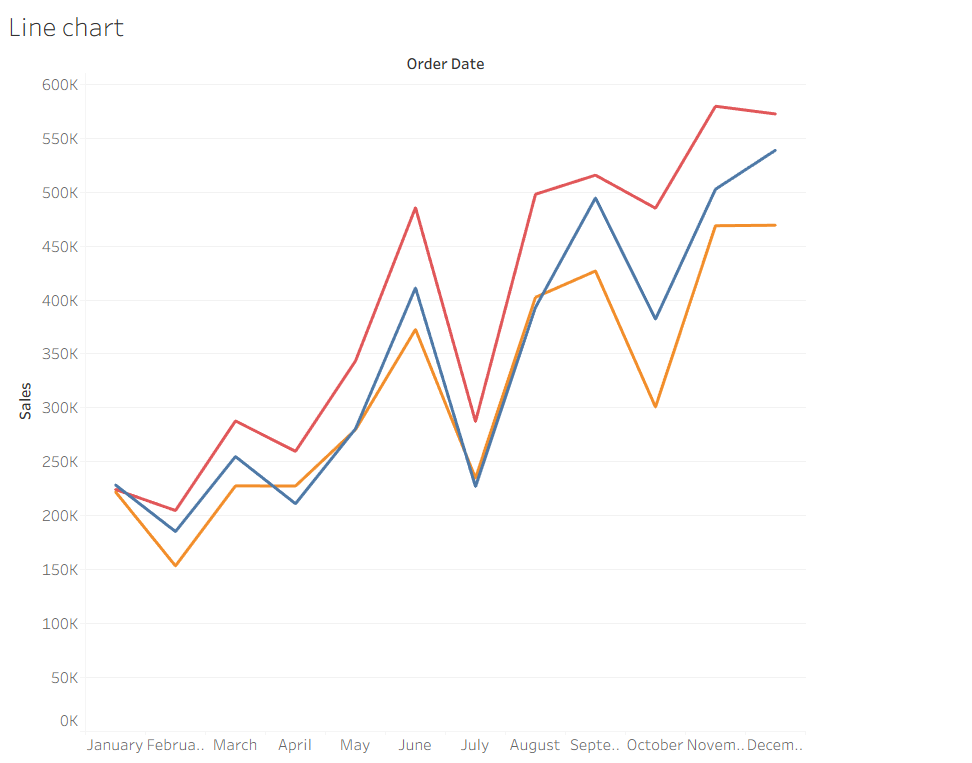 Line chart
Order Date
600K
550K
500K
450K
400K
350K
300K
250K
200K
150K
100K
50K
0K
Sales
January Februa.. March April May June July August Septe.. October Novem.. Decem..